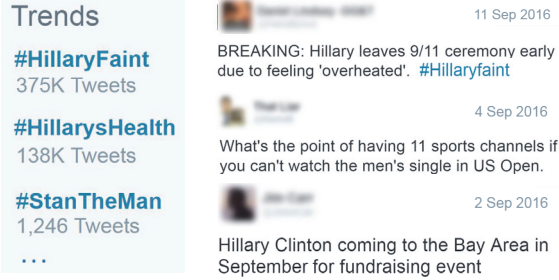 Trends
#HillaryFaint
375K Tweets
#HillarysHealth
138K Tweets
#StanTheMan
1,246 Tweets
...
11 Sep 2016
BREAKING: Hillary leaves 9/11 ceremony early
due to feeling 'overheated'. #Hillaryfaint
4 Sep 2016
What's the point of having 11 sports channels if
you can't watch the men's single in US Open.
2 Sep 2016
Hillary Clinton coming to the Bay Area in
September for fundraising event